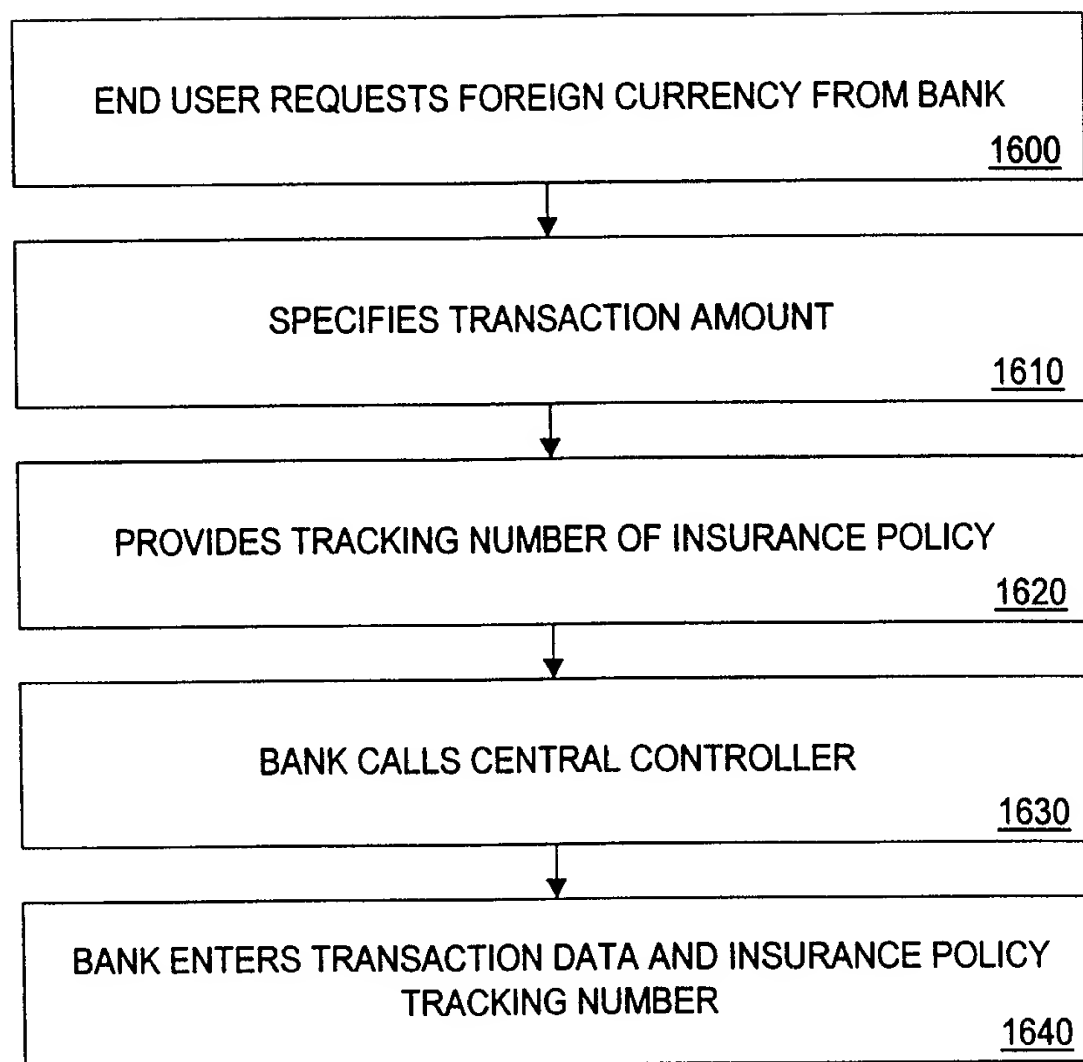 END USER REQUESTS FOREIGN CURRENCY FROM BANK
1600
SPECIFIES TRANSACTION AMOUNT
1610
PROVIDES TRACKING NUMBER OF INSURANCE POLICY
1620
BANK CALLS CENTRAL CONTROLLER
1630
BANK ENTERS TRANSACTION DATA AND INSURANCE POLICY
TRACKING NUMBER
1640